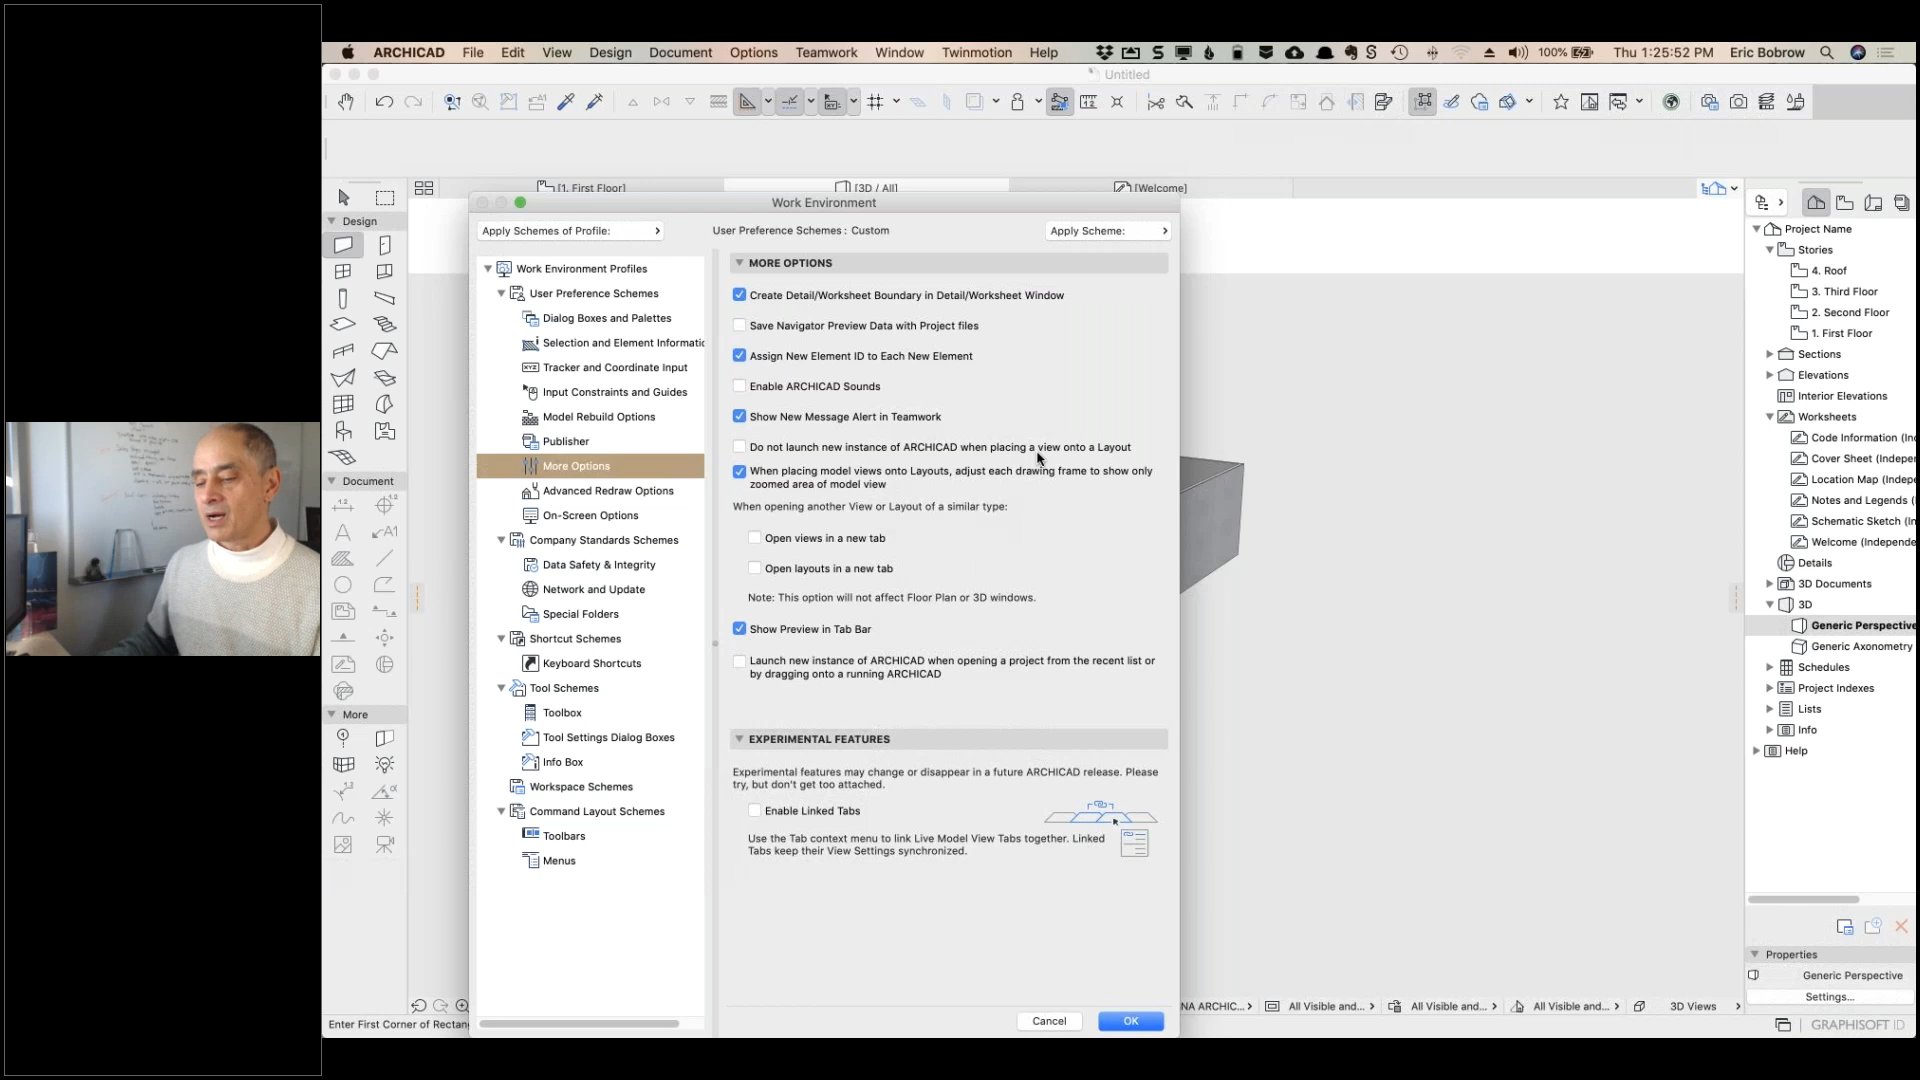 ARCHICAD File Edit View Design Document Options Teamwork Window Twinmotion Help 100% Thu 1:25:52 PM Eric Bobrow
Untitled
[1. First Floor] [3D / All] [Welcome]
Design
Document
More
Work Environment
Apply Schemes of Profile:
User Preference Schemes : Custom
Apply Scheme:
Work Environment Profiles
User Preference Schemes
Dialog Boxes and Palettes
Selection and Element Informatic
Tracker and Coordinate Input
Input Constraints and Guides
Model Rebuild Options
Publisher
More Options
Advanced Redraw Options
On-Screen Options
Company Standards Schemes
Data Safety & Integrity
Network and Update
Special Folders
Shortcut Schemes
Keyboard Shortcuts
Tool Schemes
Toolbox
Tool Settings Dialog Boxes
Info Box
Workspace Schemes
Command Layout Schemes
Toolbars
Menus
MORE OPTIONS
Create Detail/Worksheet Boundary in Detail/Worksheet Window
Save Navigator Preview Data with Project files
Assign New Element ID to Each New Element
Enable ARCHICAD Sounds
Show New Message Alert in Teamwork
Do not launch new instance of ARCHICAD when placing a view onto a Layout
When placing model views onto Layouts, adjust each drawing frame to show only
zoomed area of model view
When opening another View or Layout of a similar type:
Open views in a new tab
Open layouts in a new tab
Note: This option will not affect Floor Plan or 3D windows.
Show Preview in Tab Bar
Launch new instance of ARCHICAD when opening a project from the recent list or
by dragging onto a running ARCHICAD
EXPERIMENTAL FEATURES
Experimental features may change or disappear in a future ARCHICAD release. Please
try, but don't get too attached.
Enable Linked Tabs
Use the Tab context menu to link Live Model View Tabs together. Linked
Tabs keep their View Settings synchronized.
Cancel
OK
Project Name
Stories
4. Roof
3. Third Floor
2. Second Floor
1. First Floor
Sections
Elevations
Interior Elevations
Worksheets
Code Information (In
Cover Sheet (Indepe
Location Map (Indepe
Notes and Legends (
Schematic Sketch (In
Welcome (Independe
Details
3D Documents
3D
Generic Perspective
Generic Axonometry
Schedules
Project Indexes
Lists
Info
Help
Properties
Generic Perspective
Settings...
NA ARCHIC... All Visible and... All Visible and... All Visible and... 3D Views
Enter First Corner of Rectan
GRAPHISOFT ID